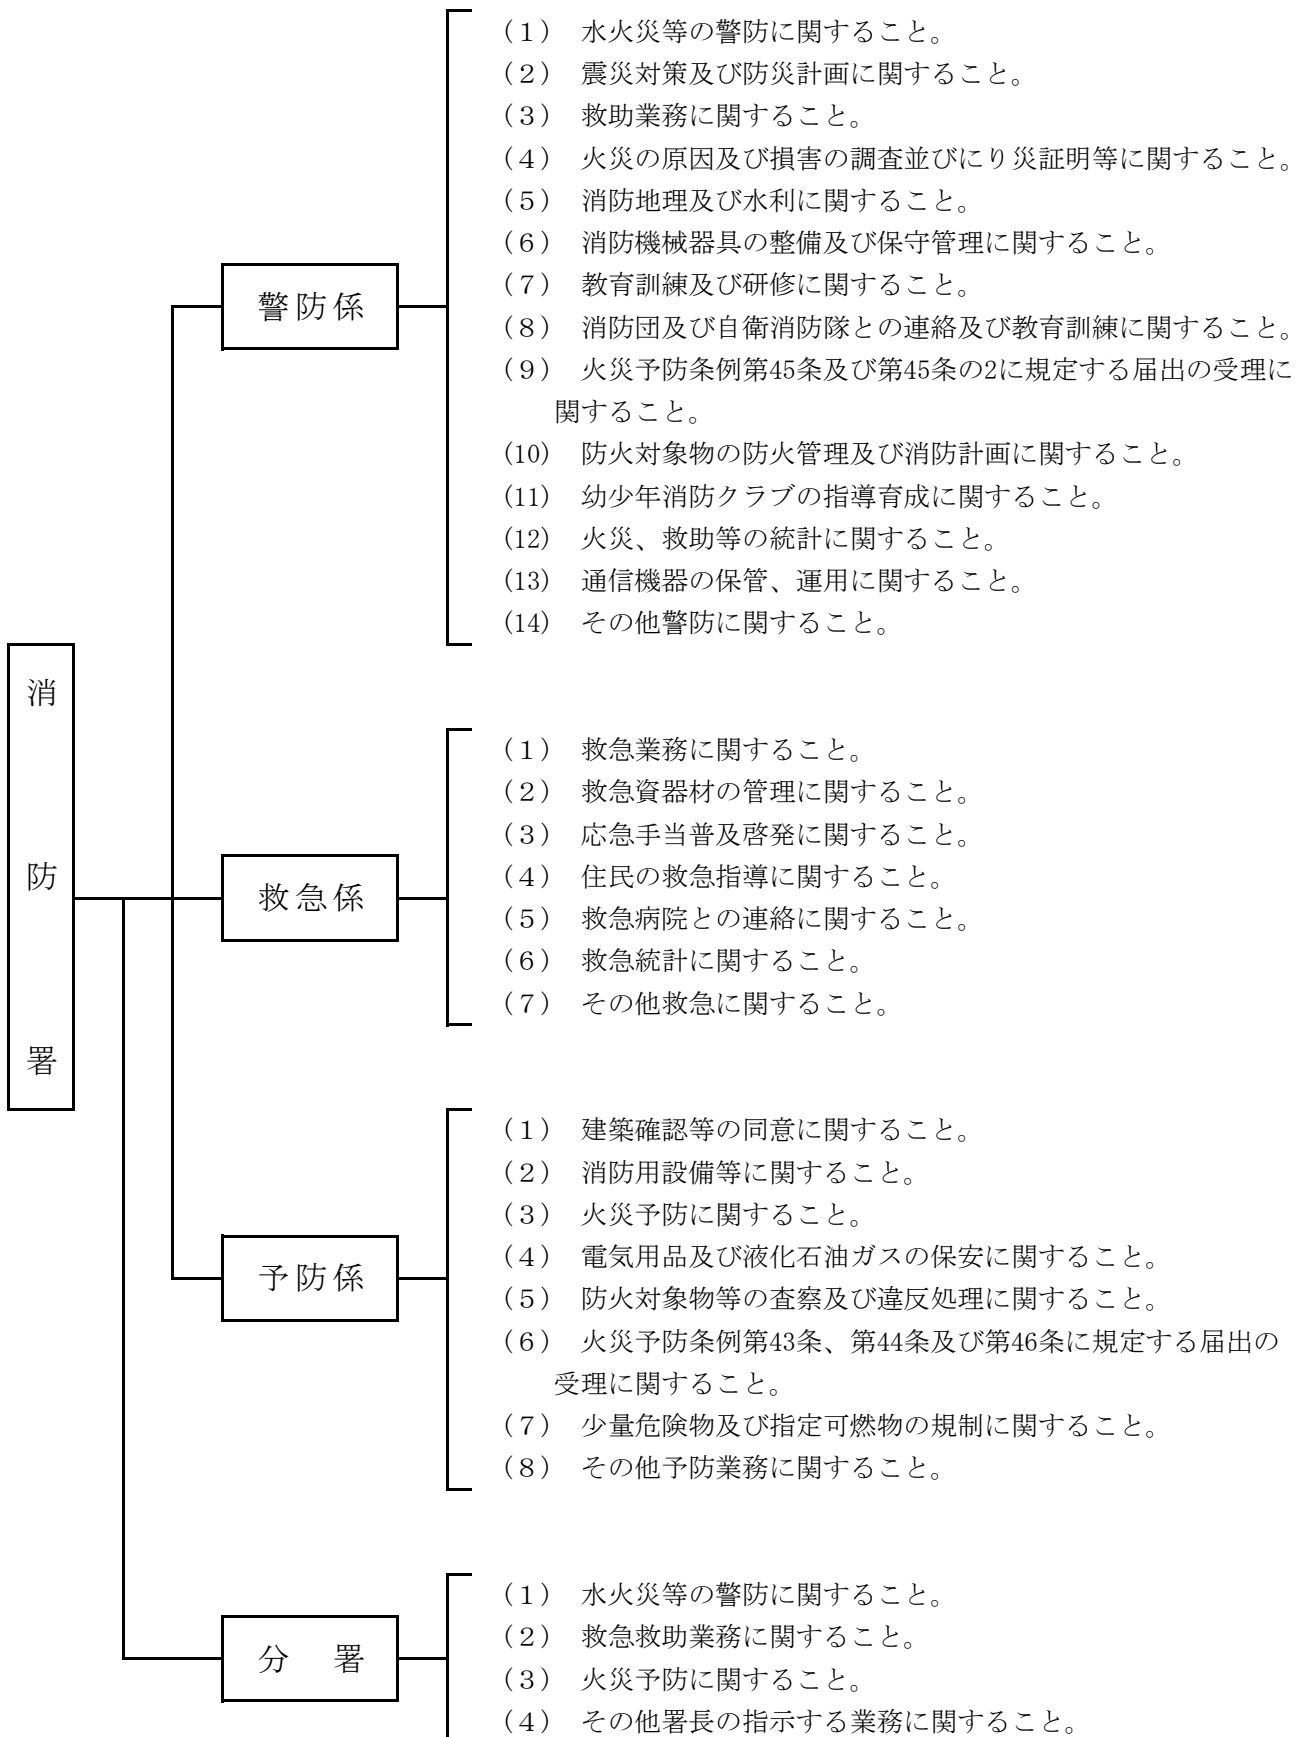 消防署
警防係
（１） 水火災等の警防に関すること。
（２） 震災対策及び防災計画に関すること。
（３） 救助業務に関すること。
（４） 火災の原因及び損害の調査並びにり災証明等に関すること。
（５） 消防地理及び水利に関すること。
（６） 消防機械器具の整備及び保守管理に関すること。
（７） 教育訓練及び研修に関すること。
（８） 消防団及び自衛消防隊との連絡及び教育訓練に関すること。
（９） 火災予防条例第45条及び第45条の2に規定する届出の受理に
関すること。
(10) 防火対象物の防火管理及び消防計画に関すること。
(11) 幼少年消防クラブの指導育成に関すること。
(12) 火災、救助等の統計に関すること。
(13) 通信機器の保管、運用に関すること。
(14) その他警防に関すること。
救急係
（１） 救急業務に関すること。
（２） 救急資器材の管理に関すること。
（３） 応急手当普及啓発に関すること。
（４） 住民の救急指導に関すること。
（５） 救急病院との連絡に関すること。
（６） 救急統計に関すること。
（７） その他救急に関すること。
予防係
（１） 建築確認等の同意に関すること。
（２） 消防用設備等に関すること。
（３） 火災予防に関すること。
（４） 電気用品及び液化石油ガスの保安に関すること。
（５） 防火対象物等の査察及び違反処理に関すること。
（６） 火災予防条例第43条、第44条及び第46条に規定する届出の
受理に関すること。
（７） 少量危険物及び指定可燃物の規制に関すること。
（８） その他予防業務に関すること。
分　署
（１） 水火災等の警防に関すること。
（２） 救急救助業務に関すること。
（３） 火災予防に関すること。
（４） その他署長の指示する業務に関すること。